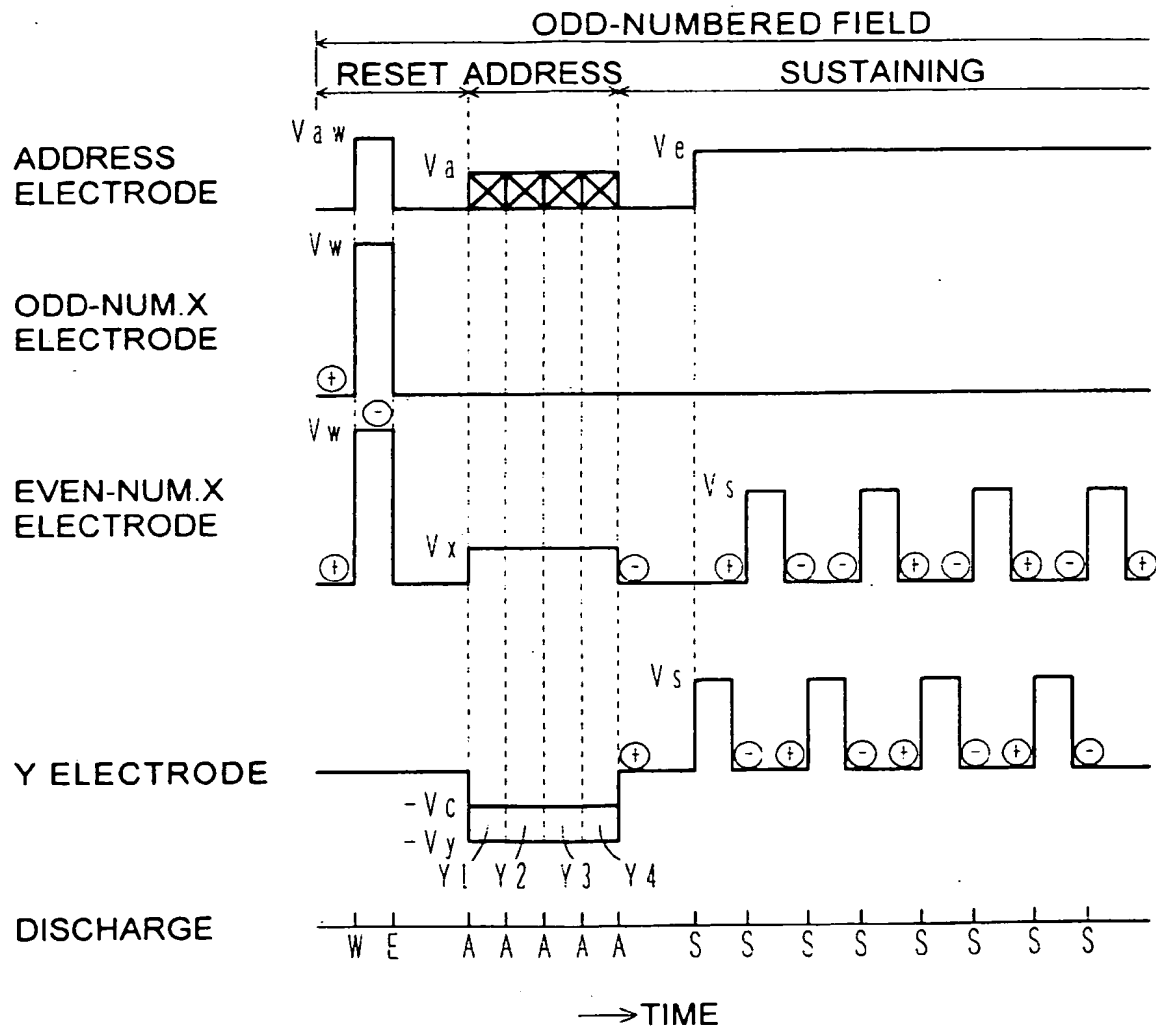 ODD-NUMBERED FIELD
RESET ADDRESS SUSTAINING
Vaw
ADDRESS
ELECTRODE
Va
Ve
Vw
ODD-NUM.X
ELECTRODE
+
-
Vw
EVEN-NUM.X
ELECTRODE
Vs
Vx
+ - + - - + - + - +
Vs
Y ELECTRODE
+ - + - + - + -
-Vc
-Vy
Y1 Y2 Y3 Y4
DISCHARGE
W E A A A A A S S S S S S S S
→TIME